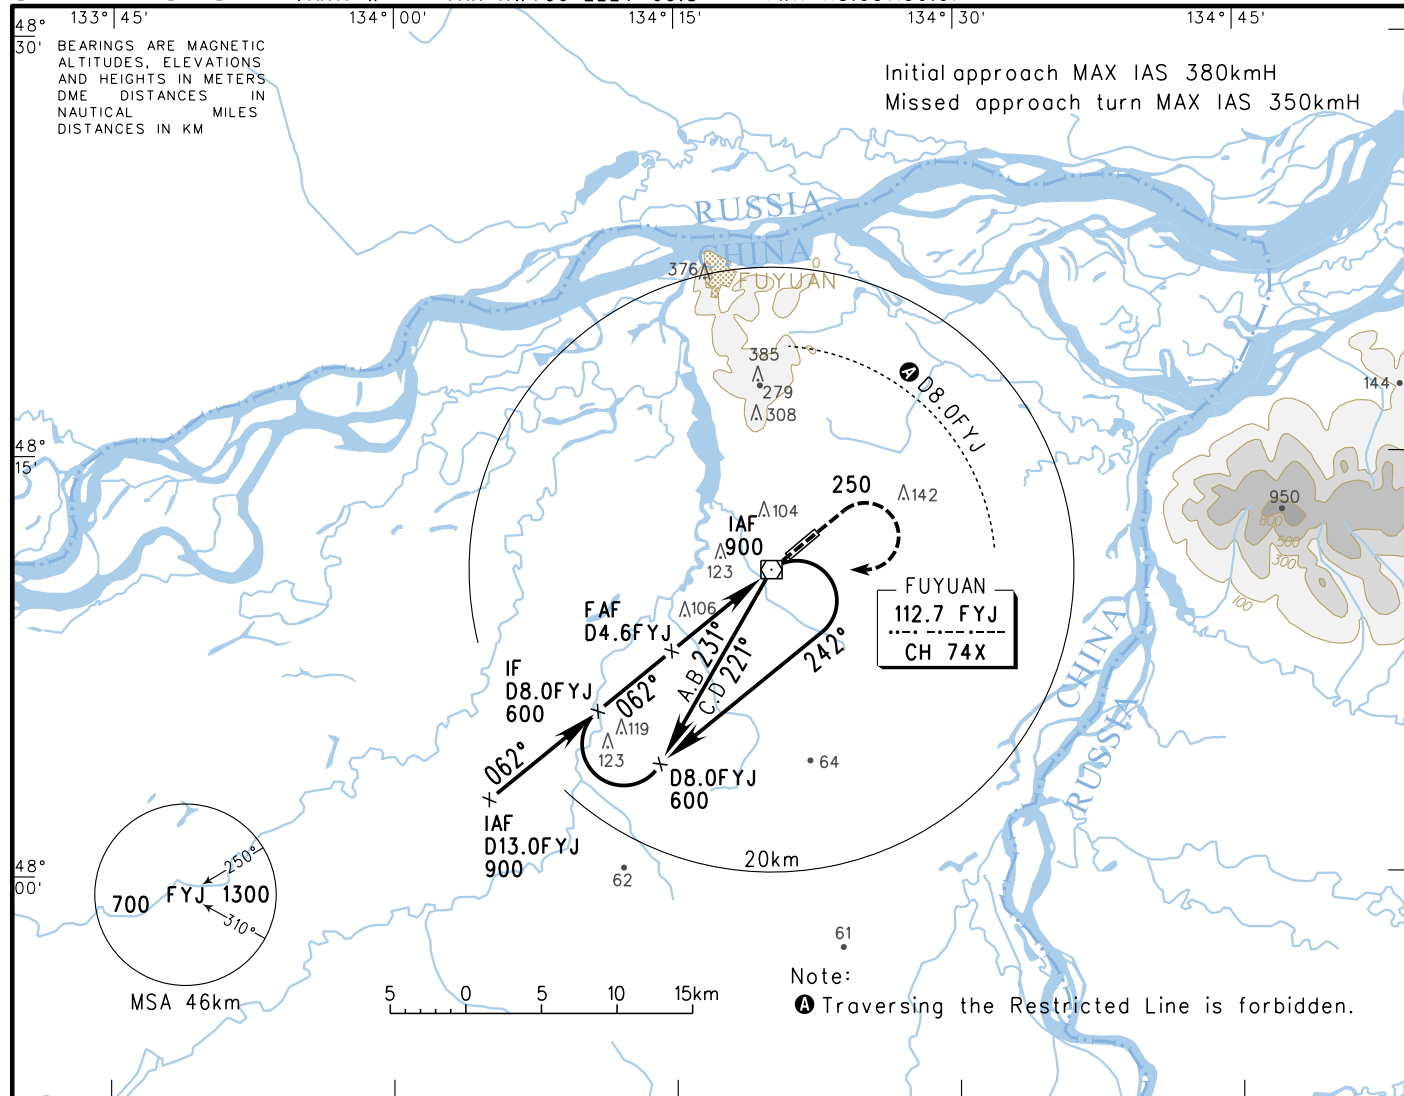 133°45'
134°00'
134°15'
134°30'
134°45'
48°
30'
BEARINGS ARE MAGNETIC
ALTITUDES, ELEVATIONS
AND HEIGHTS IN METERS
DME DISTANCES IN
NAUTICAL MILES
DISTANCES IN KM
Initial approach MAX IAS 380kmH
Missed approach turn MAX IAS 350kmH
RUSSIA
CHINA
376
FUYUAN
385
279
308
A D8.0FYJ
144
48°
15'
250
142
950
800
500
300
100
104
IAF
900
123
FUYUAN
112.7 FYJ
CH 74X
106
FAF
D4.6FYJ
A.B 231°
C.D 221°
242°
CHINA
RUSSIA
IF
D8.0FYJ
600
062°
119
123
062°
64
D8.0FYJ
600
IAF
D13.0FYJ
900
20km
62
48°
00'
250°
700 FYJ 1300
310°
MSA 46km
61
5 0 5 10 15km
Note:
A Traversing the Restricted Line is forbidden.